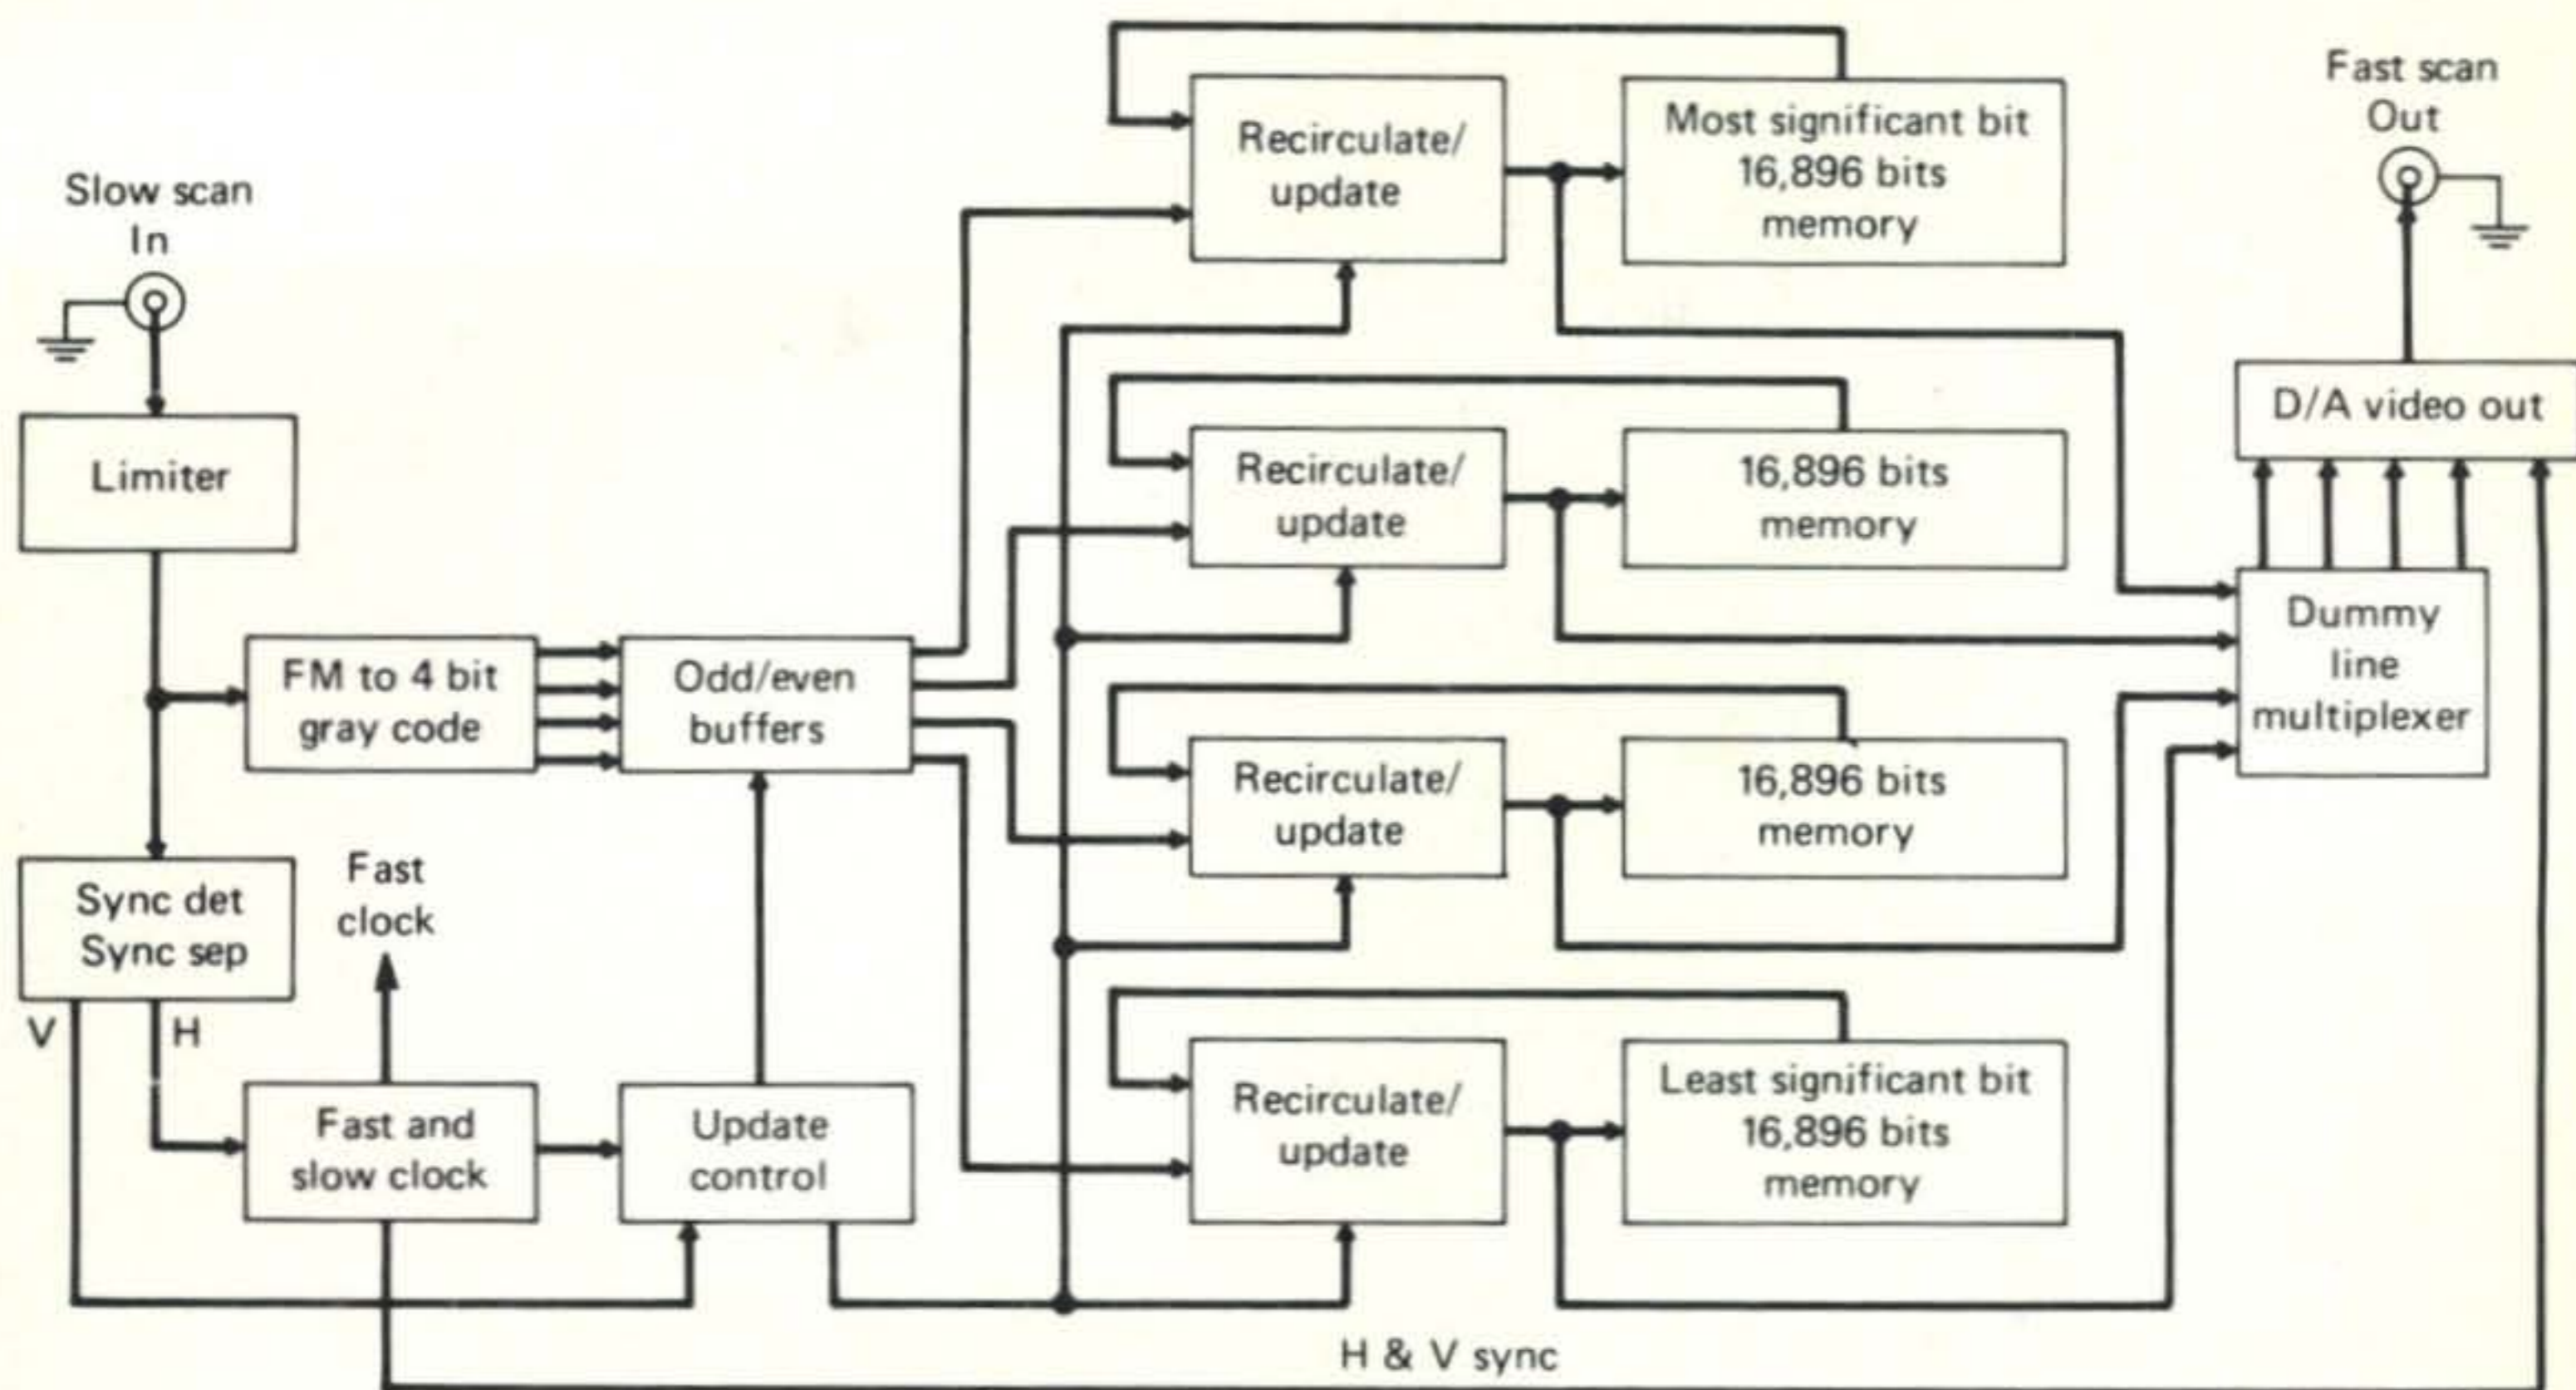 Slow scan
In
Limiter
FM to 4 bit
gray code
Odd/even
buffers
Sync det
Sync sep
V
H
Fast
clock
Fast and
slow clock
Update
control
Recirculate/
update
Most significant bit
16,896 bits
memory
Recirculate/
update
16,896 bits
memory
Recirculate/
update
16,896 bits
memory
Recirculate/
update
Least significant bit
16,896 bits
memory
Fast scan
Out
D/A video out
Dummy
line
multiplexer
H & V sync